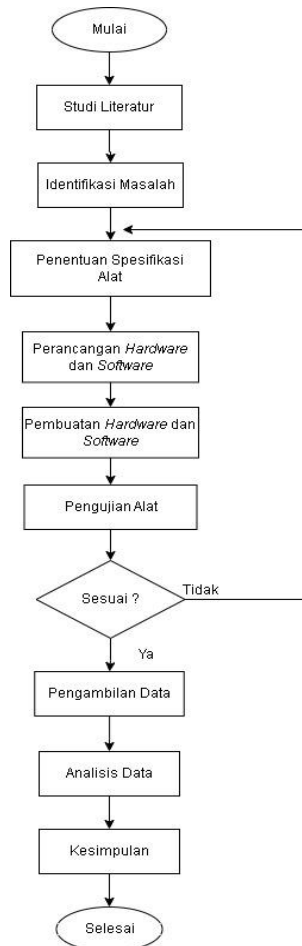 Mulai
Studi Literatur
Identifikasi Masalah
Penentuan Spesifikasi
Alat
Perancangan Hardware
dan Software
Pembuatan Hardware dan
Software
Pengujian Alat
Sesuai ?
Tidak
Ya
Pengambilan Data
Analisis Data
Kesimpulan
Selesai